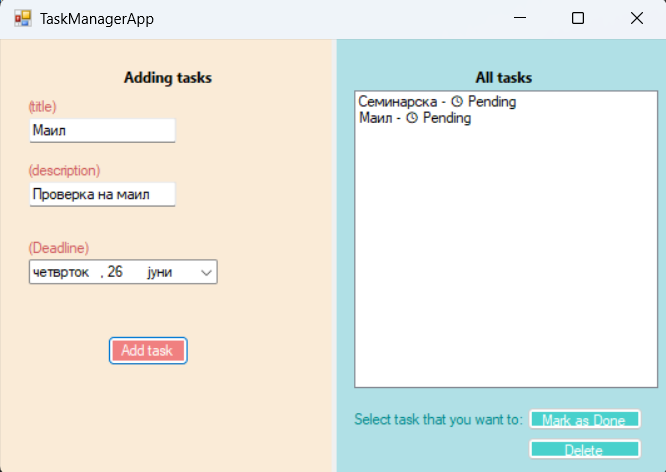 TaskManagerApp
Adding tasks
(title)
Маил
(description)
Проверка на маил
(Deadline)
четврток , 26 јуни
Add task
All tasks
Семинарска - 🕒 Pending
Маил - 🕒 Pending
Select task that you want to:
Mark as Done
Delete